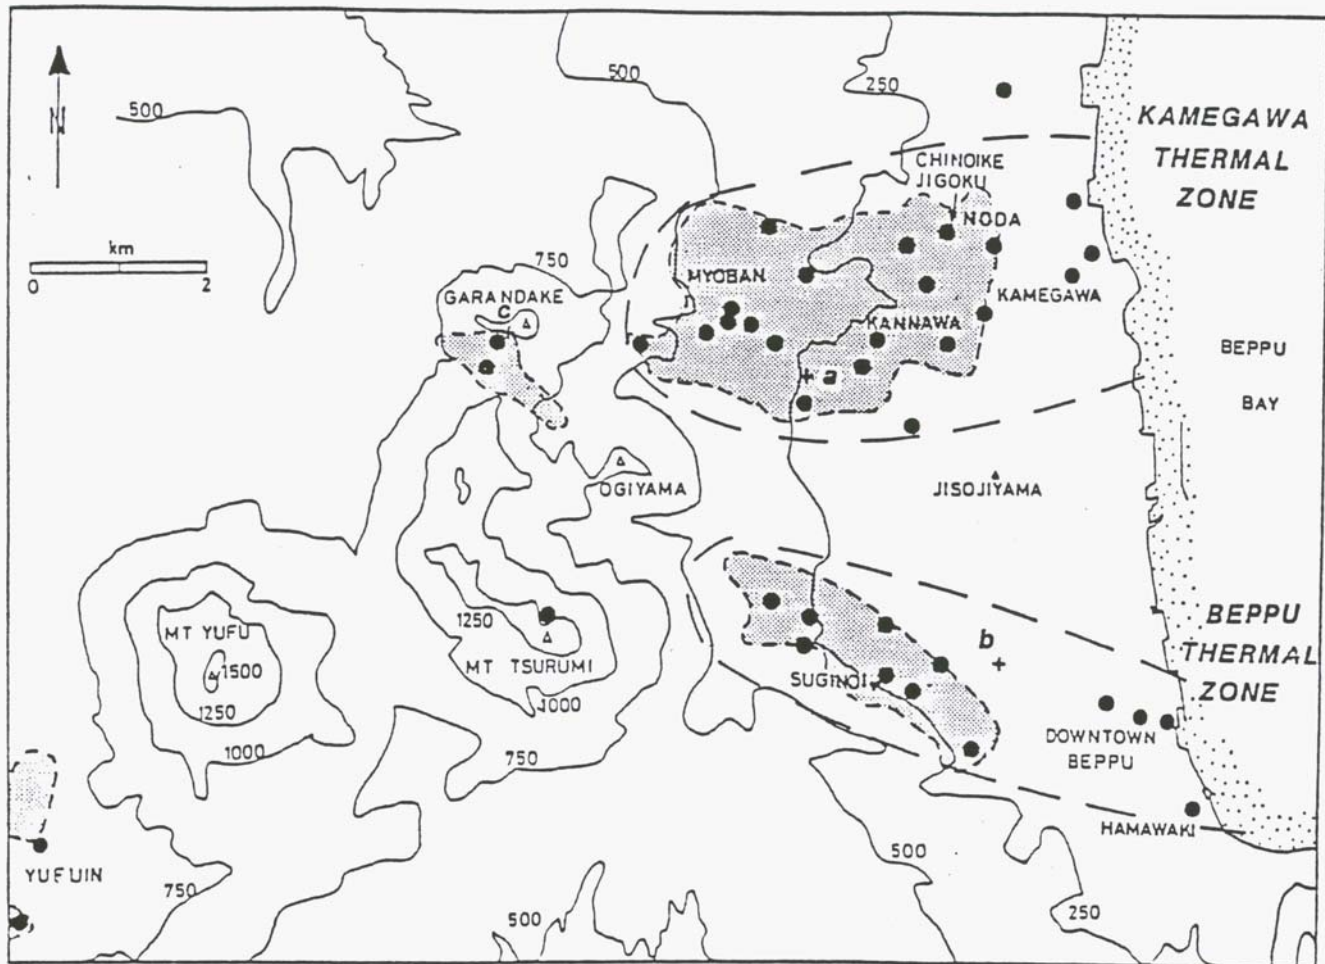 500
250
500
N
KAMEGAWA
THERMAL
ZONE
CHINOIKE
JIGOKU
NODA
km
0 2
750
MYOBAN
GARANDAKE
c
KAMEGAWA
KANNAWA
BEPPU
BAY
a
OGIYAMA
JISOJIYAMA
1250
MT YUFU
1500
1250
1000
MT TSURUMI
1000
750
b
BEPPU
THERMAL
ZONE
SUGINOI
DOWNTOWN
BEPPU
HAMAWAKI
YUFUIN
750
500
500
250